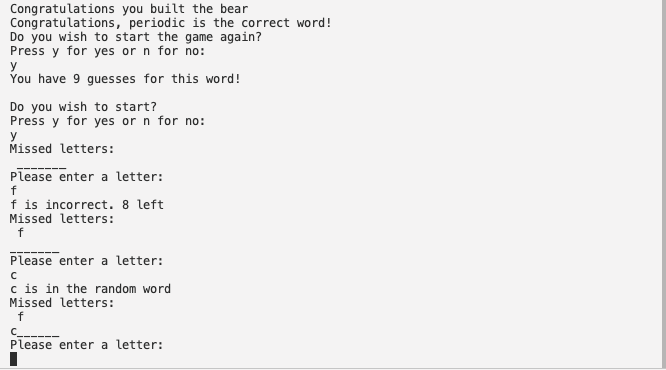 Congratulations you built the bear
Congratulations, periodic is the correct word!
Do you wish to start the game again?
Press y for yes or n for no:
y
You have 9 guesses for this word!

Do you wish to start?
Press y for yes or n for no:
y
Missed letters:
 _______
Please enter a letter:
f
f is incorrect. 8 left
Missed letters:
 f
_______
Please enter a letter:
c
c is in the random word
Missed letters:
 f
c______
Please enter a letter: